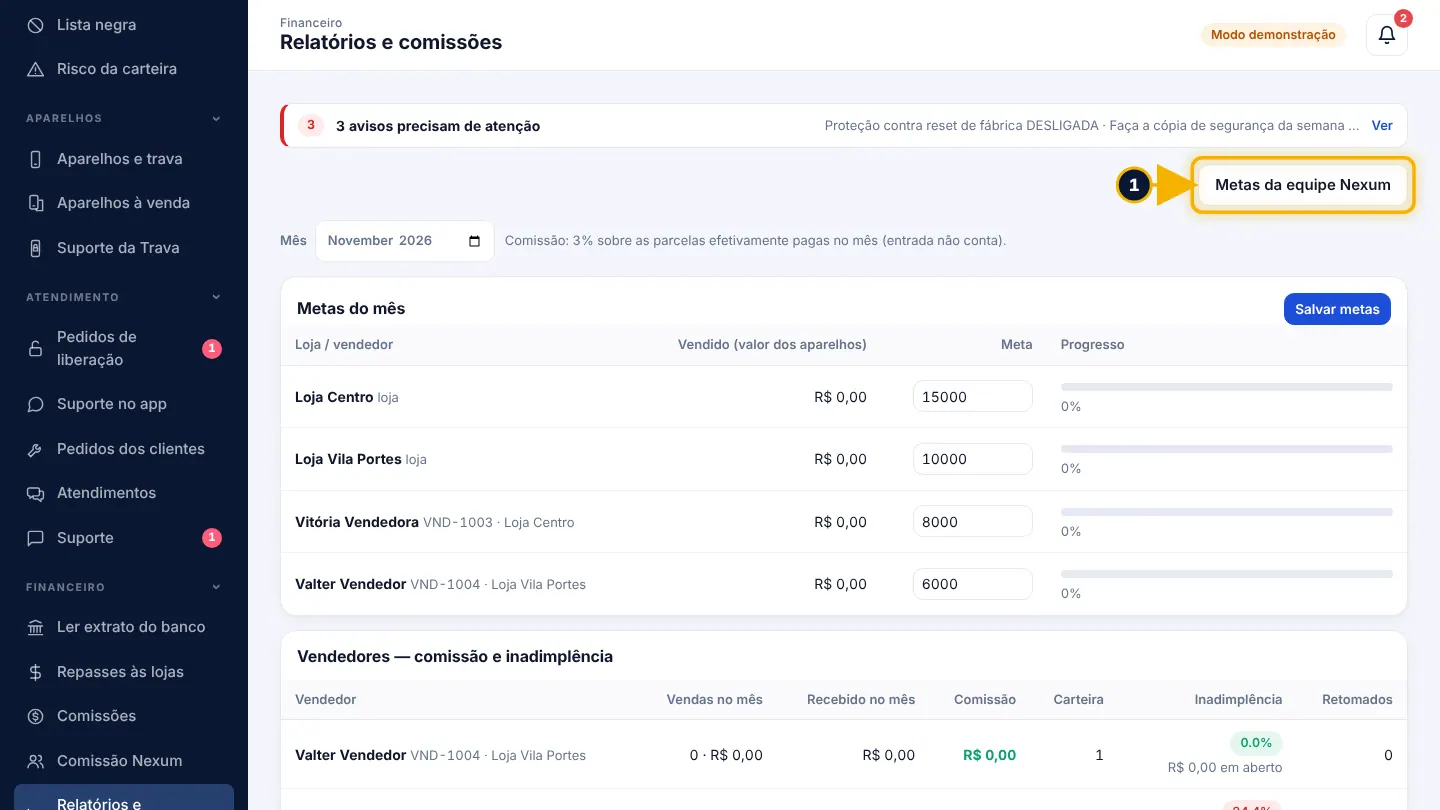 Lista negra
Risco da carteira
APARELHOS
Aparelhos e trava
Aparelhos à venda
Suporte da Trava
ATENDIMENTO
Pedidos de
liberação
1
Suporte no app
Pedidos dos clientes
Atendimentos
Suporte
1
FINANCEIRO
Ler extrato do banco
Repasses às lojas
Comissões
Comissão Nexum
Relatórios e
Financeiro
Relatórios e comissões
Modo demonstração
2
3
3 avisos precisam de atenção
Proteção contra reset de fábrica DESLIGADA · Faça a cópia de segurança da semana ...
Ver
1
Metas da equipe Nexum
Mês
November 2026
Comissão: 3% sobre as parcelas efetivamente pagas no mês (entrada não conta).
Metas do mês
Salvar metas
Loja / vendedor Vendido (valor dos aparelhos) Meta Progresso
Loja Centro loja R$ 0,00 15000 0%
Loja Vila Portes loja R$ 0,00 10000 0%
Vitória Vendedora VND-1003 · Loja Centro R$ 0,00 8000 0%
Valter Vendedor VND-1004 · Loja Vila Portes R$ 0,00 6000 0%
Vendedores — comissão e inadimplência
Vendedor Vendas no mês Recebido no mês Comissão Carteira Inadimplência Retomados
Valter Vendedor VND-1004 · Loja Vila Portes 0 · R$ 0,00 R$ 0,00 R$ 0,00 1 0.0% 0
R$ 0,00 em aberto